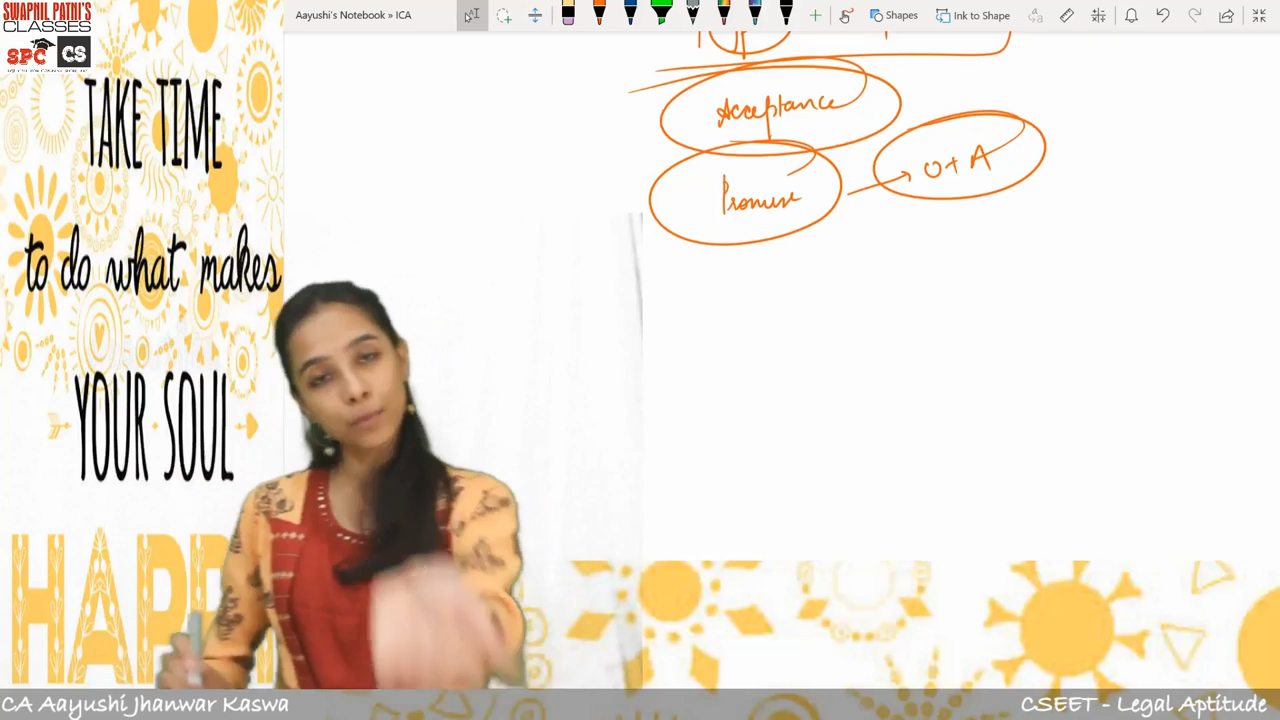 SWAPNIL PATNI'S
CLASSES
SPC CS
Aayushi's Notebook » ICA
Shapes
Ink to Shape
TAKE TIME
to do what makes
YOUR SOUL
HAPP
Acceptance
Promise → O + A
CA Aayushi Jhanwar Kaswa
CSEET - Legal Aptitude